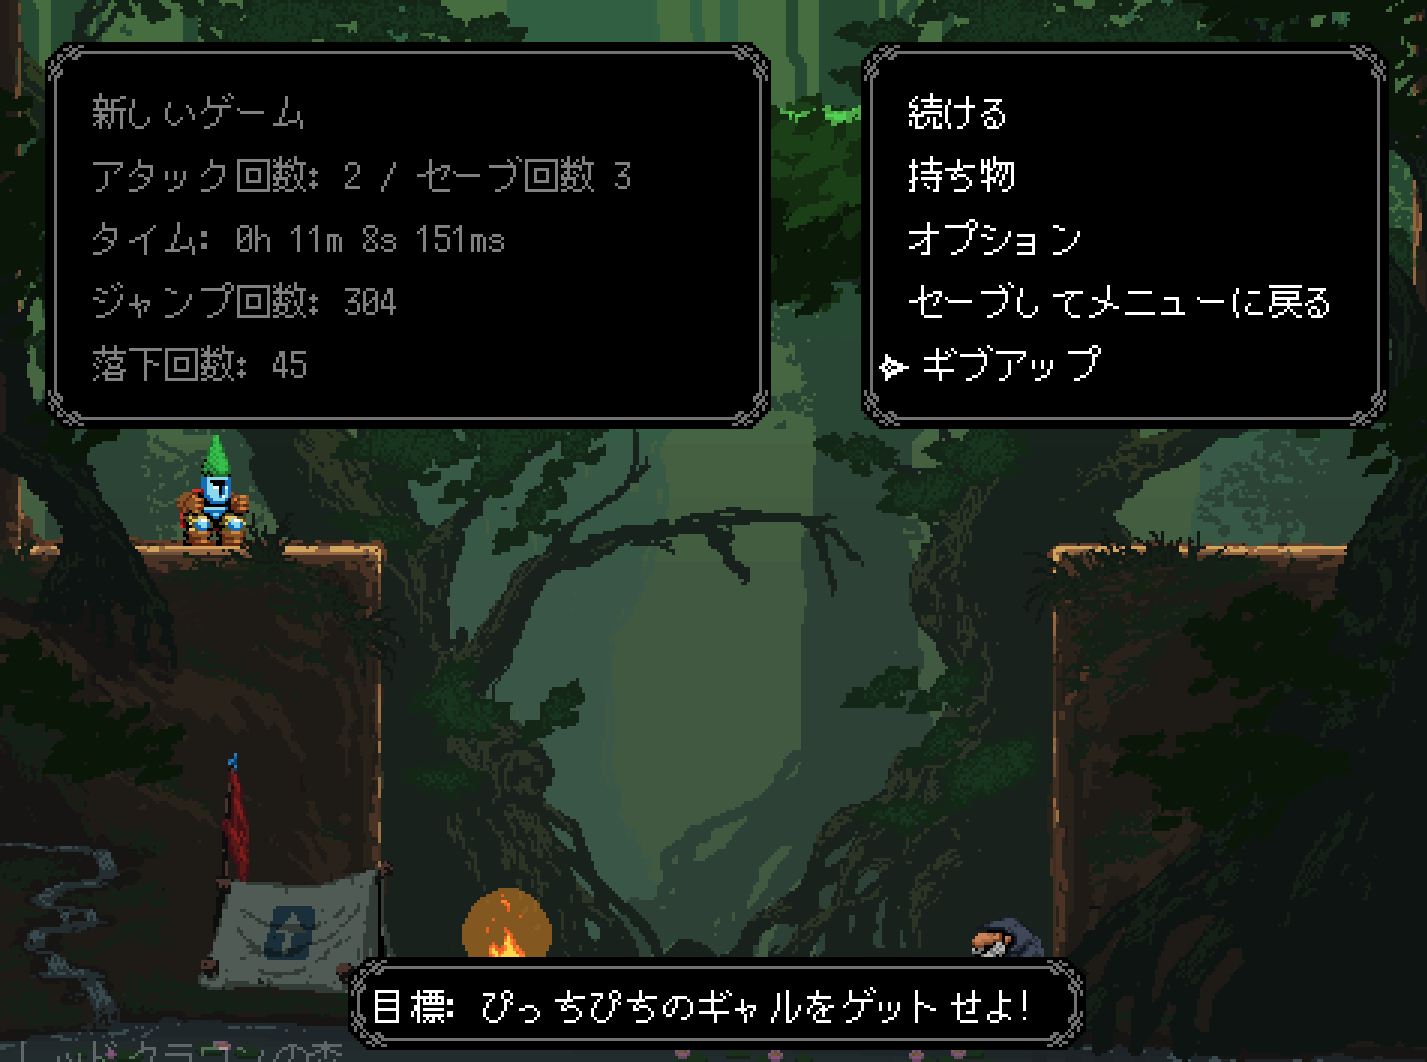 新しいゲーム
アタック回数: 2 / セーブ回数 3
タイム: 0h 11m 8s 151ms
ジャンプ回数: 304
落下回数: 45
続ける
持ち物
オプション
セーブしてメニューに戻る
ギブアップ
目標: ぴっちぴちのギャルをゲットせよ!